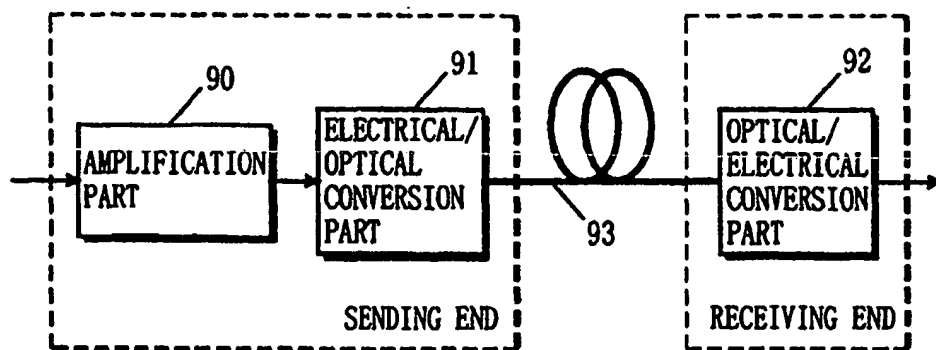 90
AMPLIFICATION
PART
91
ELECTRICAL/
OPTICAL
CONVERSION
PART
93
92
OPTICAL/
ELECTRICAL
CONVERSION
PART
SENDING END
RECEIVING END